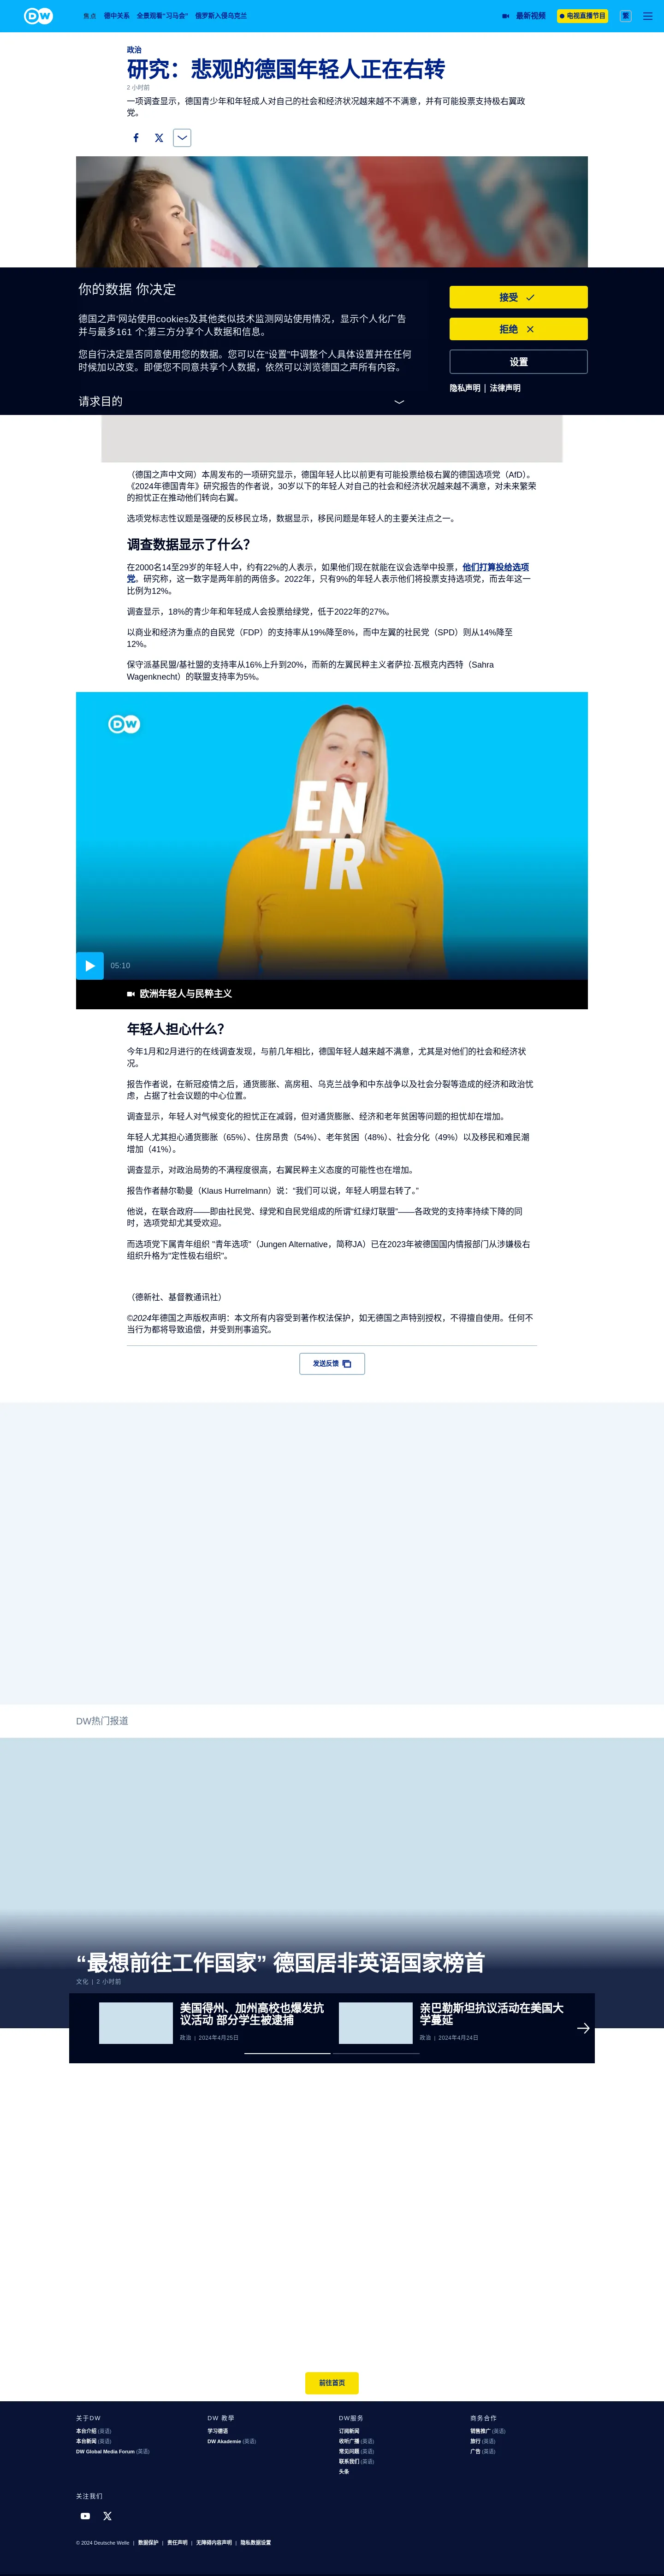 DW
焦点 德中关系 全景观看"习马会" 俄罗斯入侵乌克兰
最新视频 电视直播节目 繁
政治
研究：悲观的德国年轻人正在右转
2 小时前
一项调查显示，德国青少年和年轻成人对自己的社会和经济状况越来越不不满意，并有可能投票支持极右翼政
党。
你的数据 你决定
德国之声'网站使用cookies及其他类似技术监测网站使用情况，显示个人化广告
并与最多161 个;第三方分享个人数据和信息。
您自行决定是否同意使用您的数据。您可以在"设置"中调整个人具体设置并在任何
时候加以改变。即便您不同意共享个人数据，依然可以浏览德国之声所有内容。
请求目的
接受
拒绝
设置
隐私声明 | 法律声明
（德国之声中文网）本周发布的一项研究显示，德国年轻人比以前更有可能投票给极右翼的德国选项党（AfD）。
《2024年德国青年》研究报告的作者说，30岁以下的年轻人对自己的社会和经济状况越来越不满意，对未来繁荣
的担忧正在推动他们转向右翼。
选项党标志性议题是强硬的反移民立场，数据显示，移民问题是年轻人的主要关注点之一。
调查数据显示了什么？
在2000名14至29岁的年轻人中，约有22%的人表示，如果他们现在就能在议会选举中投票，他们打算投给选项
党。研究称，这一数字是两年前的两倍多。2022年，只有9%的年轻人表示他们将投票支持选项党，而去年这一
比例为12%。
调查显示，18%的青少年和年轻成人会投票给绿党，低于2022年的27%。
以商业和经济为重点的自民党（FDP）的支持率从19%降至8%，而中左翼的社民党（SPD）则从14%降至
12%。
保守派基民盟/基社盟的支持率从16%上升到20%，而新的左翼民粹主义者萨拉·瓦根克内西特（Sahra
Wagenknecht）的联盟支持率为5%。
DW
EN
TR
05:10
欧洲年轻人与民粹主义
年轻人担心什么？
今年1月和2月进行的在线调查发现，与前几年相比，德国年轻人越来越不满意，尤其是对他们的社会和经济状
况。
报告作者说，在新冠疫情之后，通货膨胀、高房租、乌克兰战争和中东战争以及社会分裂等造成的经济和政治忧
虑，占据了社会议题的中心位置。
调查显示，年轻人对气候变化的担忧正在减弱，但对通货膨胀、经济和老年贫困等问题的担忧却在增加。
年轻人尤其担心通货膨胀（65%）、住房昂贵（54%）、老年贫困（48%）、社会分化（49%）以及移民和难民潮
增加（41%）。
调查显示，对政治局势的不满程度很高，右翼民粹主义态度的可能性也在增加。
报告作者赫尔勒曼（Klaus Hurrelmann）说："我们可以说，年轻人明显右转了。"
他说，在联合政府——即由社民党、绿党和自民党组成的所谓"红绿灯联盟"——各政党的支持率持续下降的同
时，选项党却尤其受欢迎。
而选项党下属青年组织 "青年选项"（Jungen Alternative，简称JA）已在2023年被德国国内情报部门从涉嫌极右
组织升格为"定性极右组织"。
（德新社、基督教通讯社）
©2024年德国之声版权声明：本文所有内容受到著作权法保护，如无德国之声特别授权，不得擅自使用。任何不
当行为都将导致追偿，并受到刑事追究。
发送反馈
DW热门报道
"最想前往工作国家" 德国居非英语国家榜首
文化 | 2 小时前
美国得州、加州高校也爆发抗
议活动 部分学生被逮捕
政治 | 2024年4月25日
亲巴勒斯坦抗议活动在美国大
学蔓延
政治 | 2024年4月24日
前往首页
关于DW
本台介绍 (英语)
本台新闻 (英语)
DW Global Media Forum (英语)
DW 教学
学习德语
DW Akademie (英语)
DW服务
订阅新闻
收听广播 (英语)
常见问题 (英语)
联系我们 (英语)
头条
商务合作
销售推广 (英语)
旅行 (英语)
广告 (英语)
关注我们
© 2024 Deutsche Welle | 数据保护 | 责任声明 | 无障碍内容声明 | 隐私数据设置